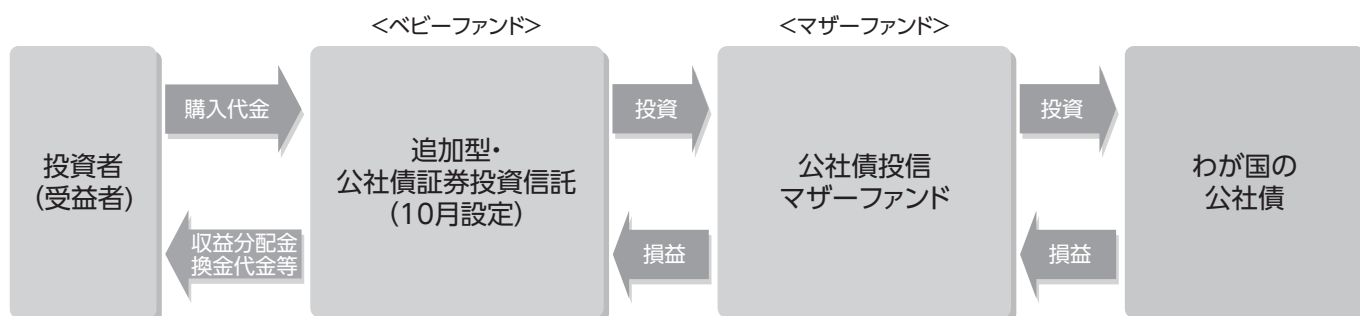 <ベビーファンド>
<マザーファンド>
投資者
(受益者)
購入代金
収益分配金
換金代金等
追加型・
公社債証券投資信託
(10月設定)
投資
損益
公社債投信
マザーファンド
投資
損益
わが国の
公社債